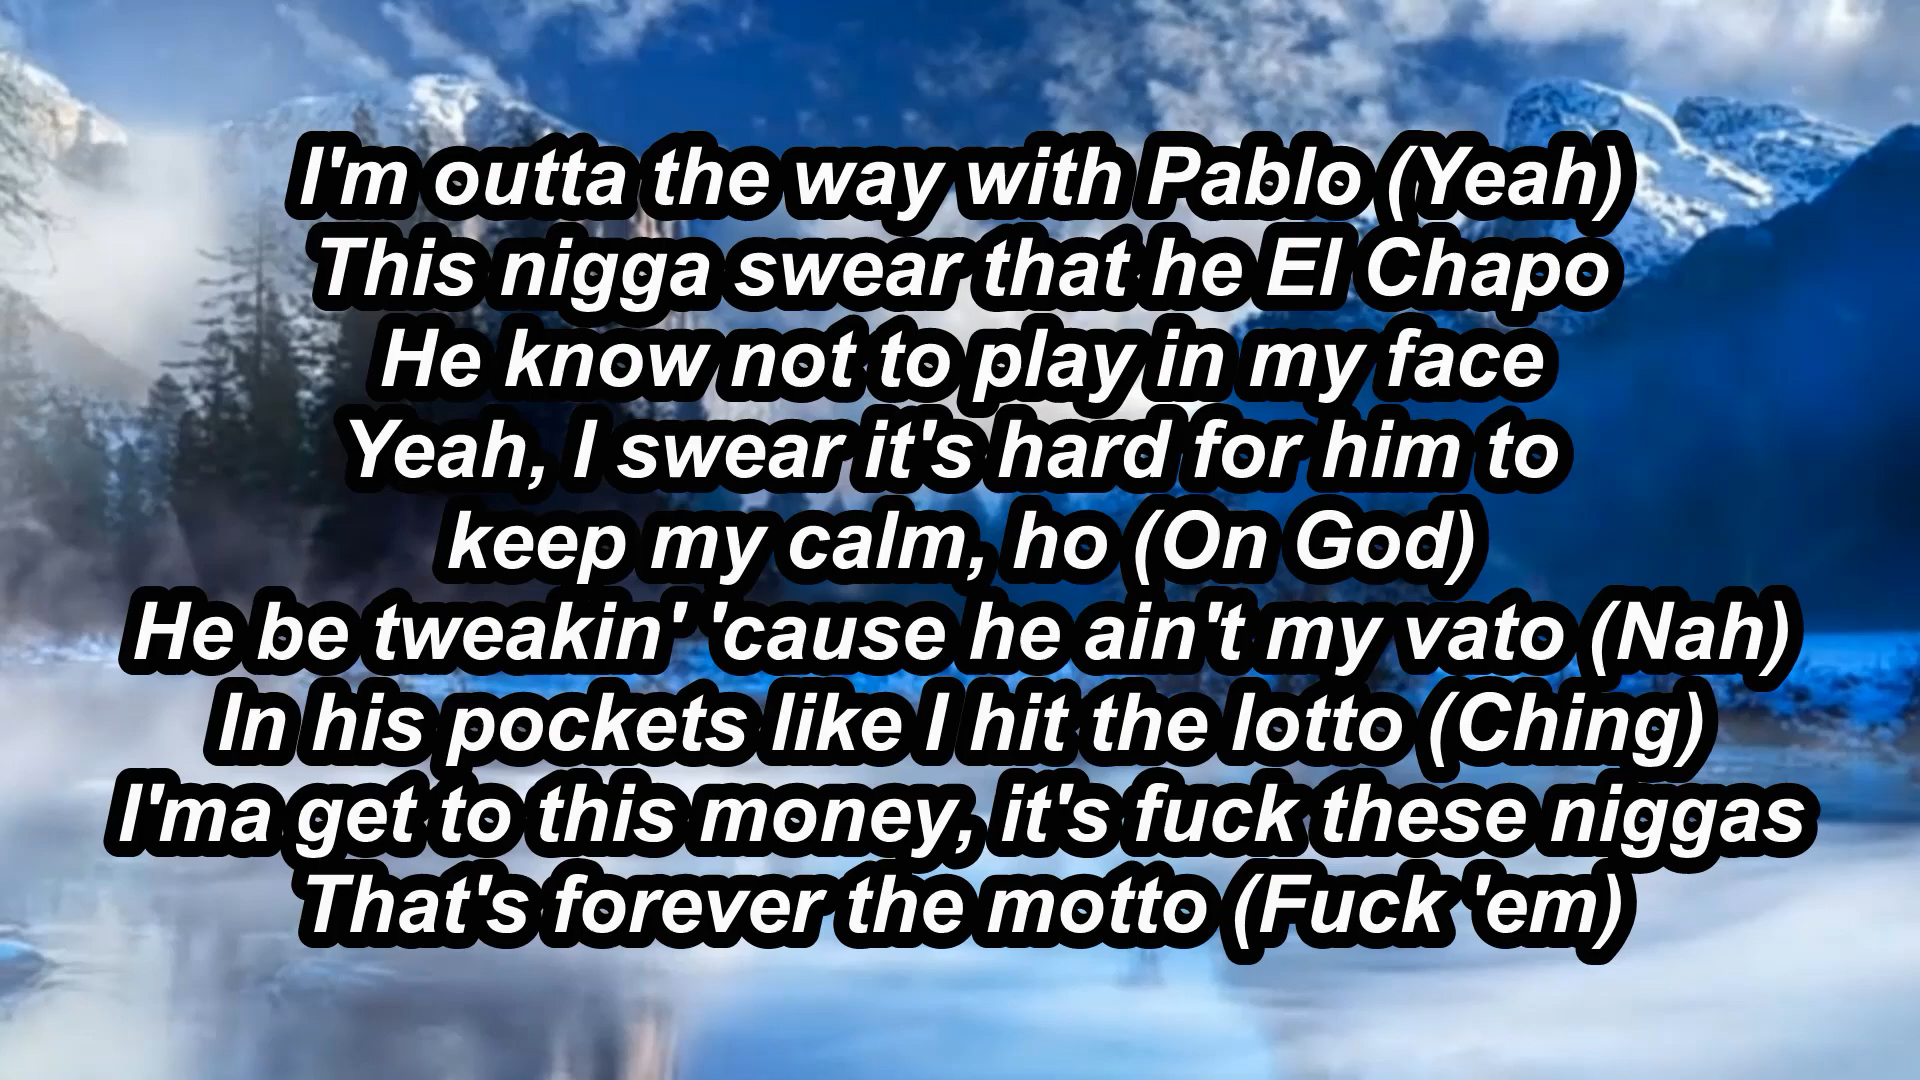 I'm outta the way with Pablo (Yeah)
This nigga swear that he El Chapo
He know not to play in my face
Yeah, I swear it's hard for him to
keep my calm, ho (On God)
He be tweakin' 'cause he ain't my vato (Nah)
In his pockets like I hit the lotto (Ching)
I'ma get to this money, it's fuck these niggas
That's forever the motto (Fuck 'em)